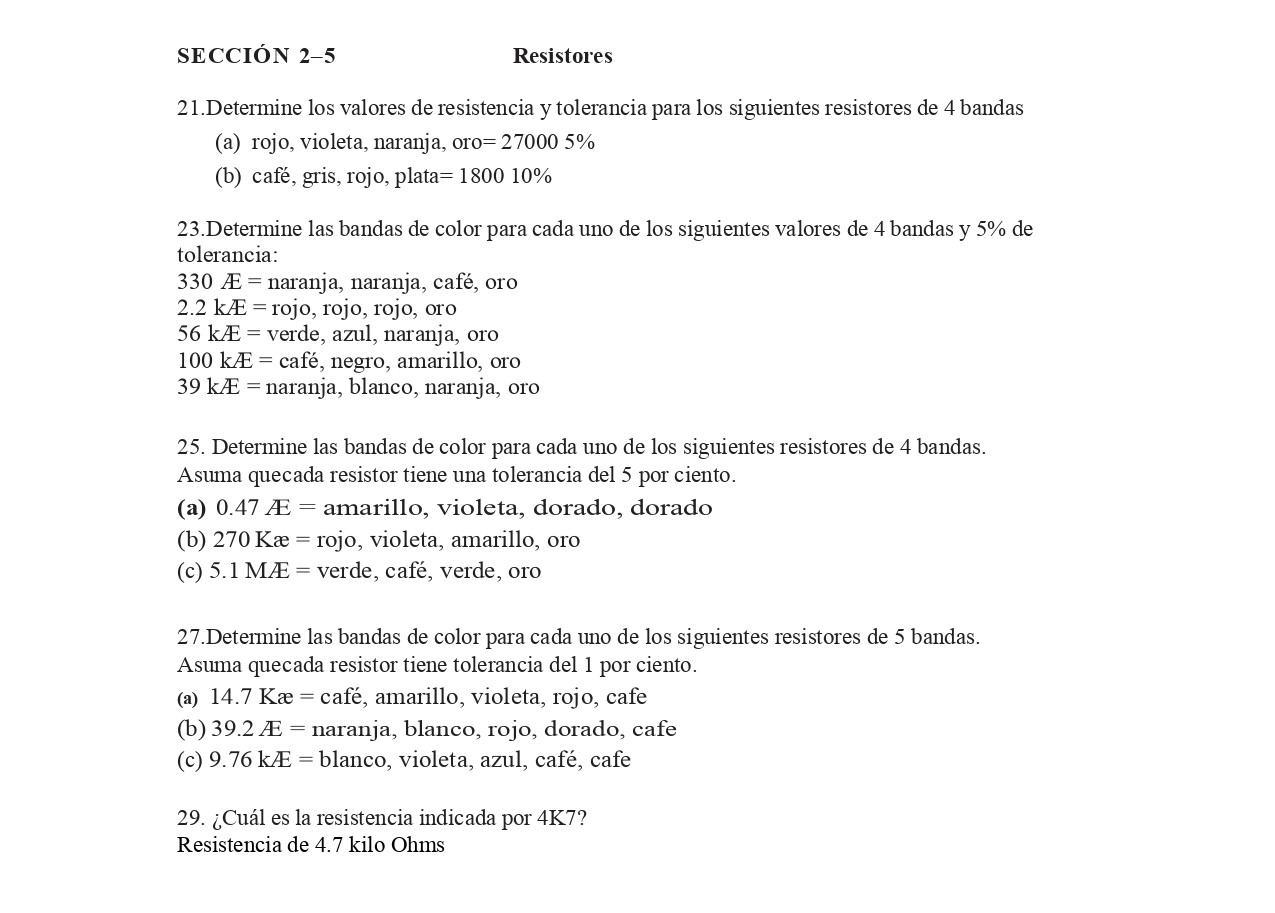 SECCIÓN 2–5 Resistores
21.Determine los valores de resistencia y tolerancia para los siguientes resistores de 4 bandas
(a) rojo, violeta, naranja, oro= 27000 5%
(b) café, gris, rojo, plata= 1800 10%
23.Determine las bandas de color para cada uno de los siguientes valores de 4 bandas y 5% de
tolerancia:
330 Æ = naranja, naranja, café, oro
2.2 kÆ = rojo, rojo, rojo, oro
56 kÆ = verde, azul, naranja, oro
100 kÆ = café, negro, amarillo, oro
39 kÆ = naranja, blanco, naranja, oro
25. Determine las bandas de color para cada uno de los siguientes resistores de 4 bandas.
Asuma quecada resistor tiene una tolerancia del 5 por ciento.
(a) 0.47 Æ = amarillo, violeta, dorado, dorado
(b) 270 Kæ = rojo, violeta, amarillo, oro
(c) 5.1 MÆ = verde, café, verde, oro
27.Determine las bandas de color para cada uno de los siguientes resistores de 5 bandas.
Asuma quecada resistor tiene tolerancia del 1 por ciento.
(a) 14.7 Kæ = café, amarillo, violeta, rojo, cafe
(b) 39.2 Æ = naranja, blanco, rojo, dorado, cafe
(c) 9.76 kÆ = blanco, violeta, azul, café, cafe
29. ¿Cuál es la resistencia indicada por 4K7?
Resistencia de 4.7 kilo Ohms